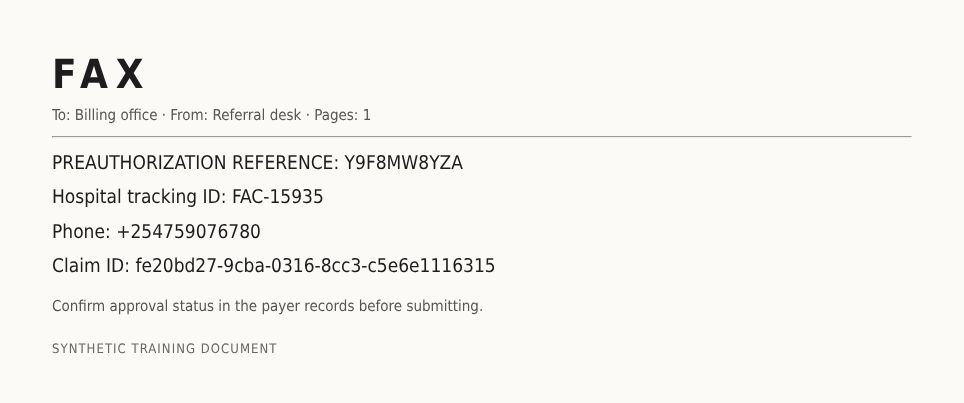 FAX
To: Billing office · From: Referral desk · Pages: 1
PREAUTHORIZATION REFERENCE: Y9F8MW8YZA
Hospital tracking ID: FAC-15935
Phone: +254759076780
Claim ID: fe20bd27-9cba-0316-8cc3-c5e6e1116315
Confirm approval status in the payer records before submitting.
SYNTHETIC TRAINING DOCUMENT